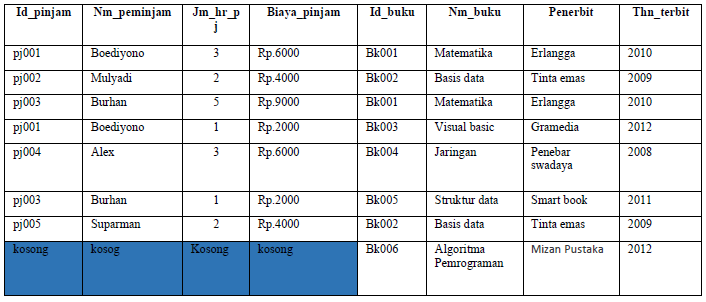 Id_pinjam Nm_peminjam Jm_hr_p Biaya_pinjam Id_buku Nm_buku Penerbit Thn_terbit
j
pj001 Boediyono 3 Rp.6000 Bk001 Matematika Erlangga 2010
pj002 Mulyadi 2 Rp.4000 Bk002 Basis data Tinta emas 2009
pj003 Burhan 5 Rp.9000 Bk001 Matematika Erlangga 2010
pj001 Boediyono 1 Rp.2000 Bk003 Visual basic Gramedia 2012
pj004 Alex 3 Rp.6000 Bk004 Jaringan Penebar 2008
swadaya
pj003 Burhan 1 Rp.2000 Bk005 Struktur data Smart book 2011
pj005 Suparman 2 Rp.4000 Bk002 Basis data Tinta emas 2009
kosong kosog Kosong kosong Bk006 Algoritma Mizan Pustaka 2012
Pemrograman